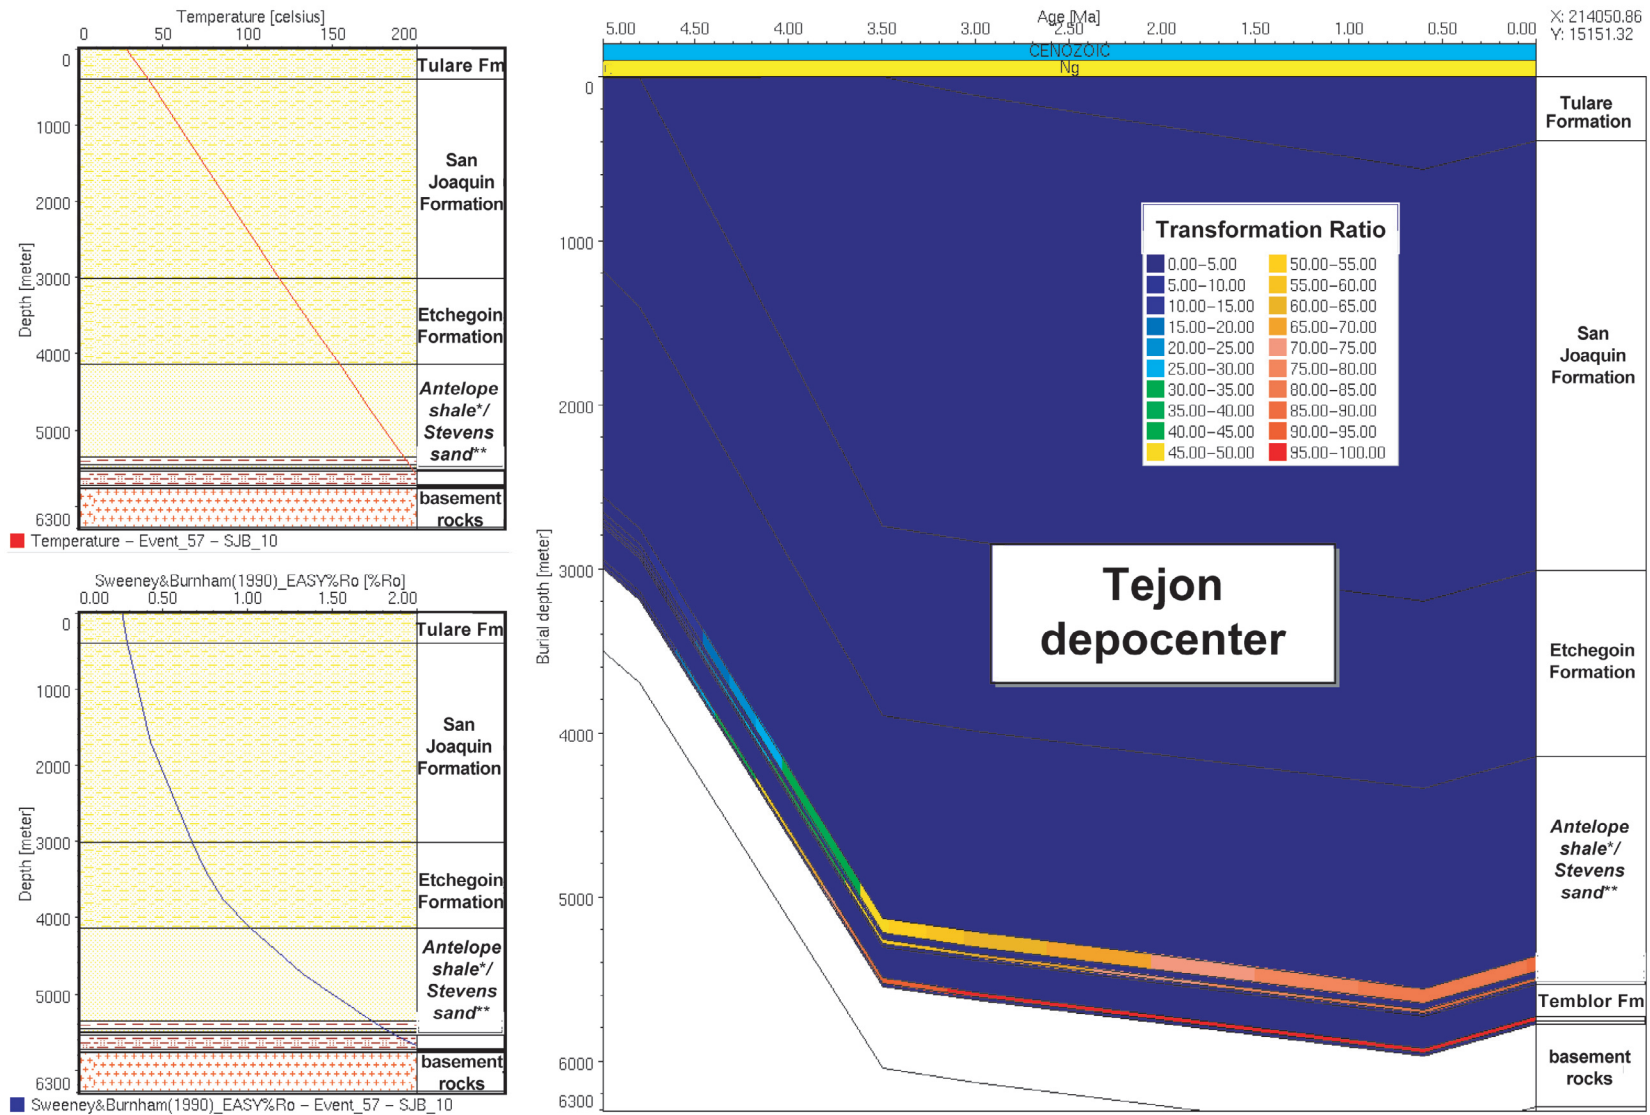 Temperature [celsius]
0 50 100 150 200
Depth [meter]
0
1000
2000
3000
4000
5000
6300
Tulare Fm
San
Joaquin
Formation
Etchegoin
Formation
Antelope
shale*/
Stevens
sand**
basement
rocks
Temperature – Event_57 – SJB_10
Sweeney&Burnham(1990)_EASY%Ro [%Ro]
0.00 0.50 1.00 1.50 2.00
Depth [meter]
0
1000
2000
3000
4000
5000
6300
Tulare Fm
San
Joaquin
Formation
Etchegoin
Formation
Antelope
shale*/
Stevens
sand**
basement
rocks
Sweeney&Burnham(1990)_EASY%Ro – Event_57 – SJB_10
Age [Ma]
5.00 4.50 4.00 3.50 3.00 2.50 2.00 1.50 1.00 0.50 0.00
X: 214050.86
Y: 15151.32
CENOZOIC
Ng
Burial depth [meter]
0
1000
2000
3000
4000
5000
6000
6300
Transformation Ratio
0.00–5.00 50.00–55.00
5.00–10.00 55.00–60.00
10.00–15.00 60.00–65.00
15.00–20.00 65.00–70.00
20.00–25.00 70.00–75.00
25.00–30.00 75.00–80.00
30.00–35.00 80.00–85.00
35.00–40.00 85.00–90.00
40.00–45.00 90.00–95.00
45.00–50.00 95.00–100.00
Tejon
depocenter
Tulare
Formation
San
Joaquin
Formation
Etchegoin
Formation
Antelope
shale*/
Stevens
sand**
Temblor Fm
basement
rocks